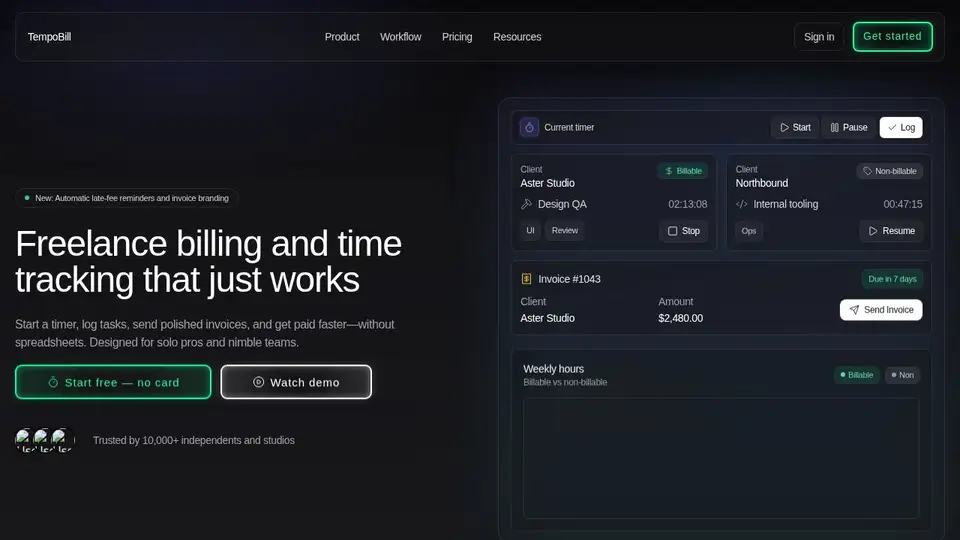 TempoBill
Product
Workflow
Pricing
Resources
Sign in
Get started
New: Automatic late-fee reminders and invoice branding
Freelance billing and time
tracking that just works
Start a timer, log tasks, send polished invoices, and get paid faster—without
spreadsheets. Designed for solo pros and nimble teams.
Start free — no card
Watch demo
Trusted by 10,000+ independents and studios
Current timer
Start
Pause
Log
Client
Aster Studio
Billable
Design QA
02:13:08
UI
Review
Stop
Client
Northbound
Non-billable
Internal tooling
00:47:15
Ops
Resume
Invoice #1043
Due in 7 days
Client
Aster Studio
Amount
$2,480.00
Send Invoice
Weekly hours
Billable vs non-billable
Billable
Non